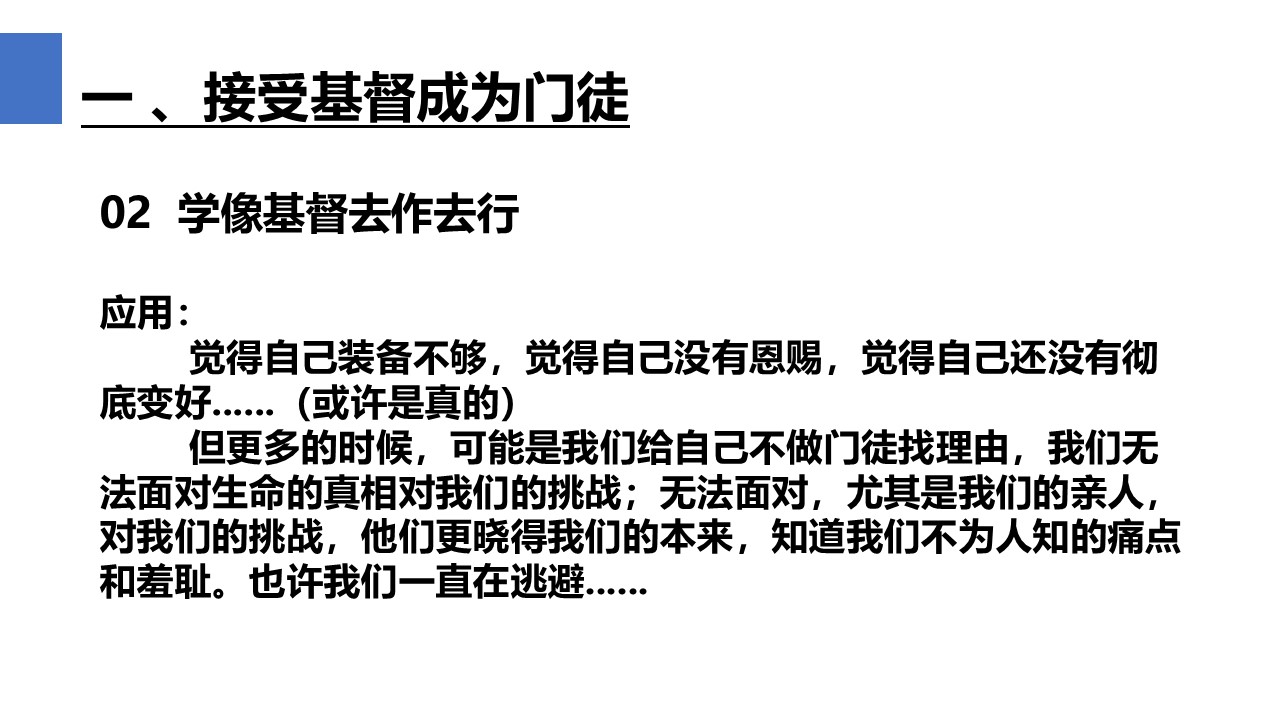 一 、接受基督成为门徒
02 学像基督去作去行
应用：
觉得自己装备不够，觉得自己没有恩赐，觉得自己还没有彻
底变好……（或许是真的）
但更多的时候，可能是我们给自己不做门徒找理由，我们无
法面对生命的真相对我们的挑战；无法面对，尤其是我们的亲人，
对我们的挑战，他们更晓得我们的本来，知道我们不为人知的痛点
和羞耻。也许我们一直在逃避……